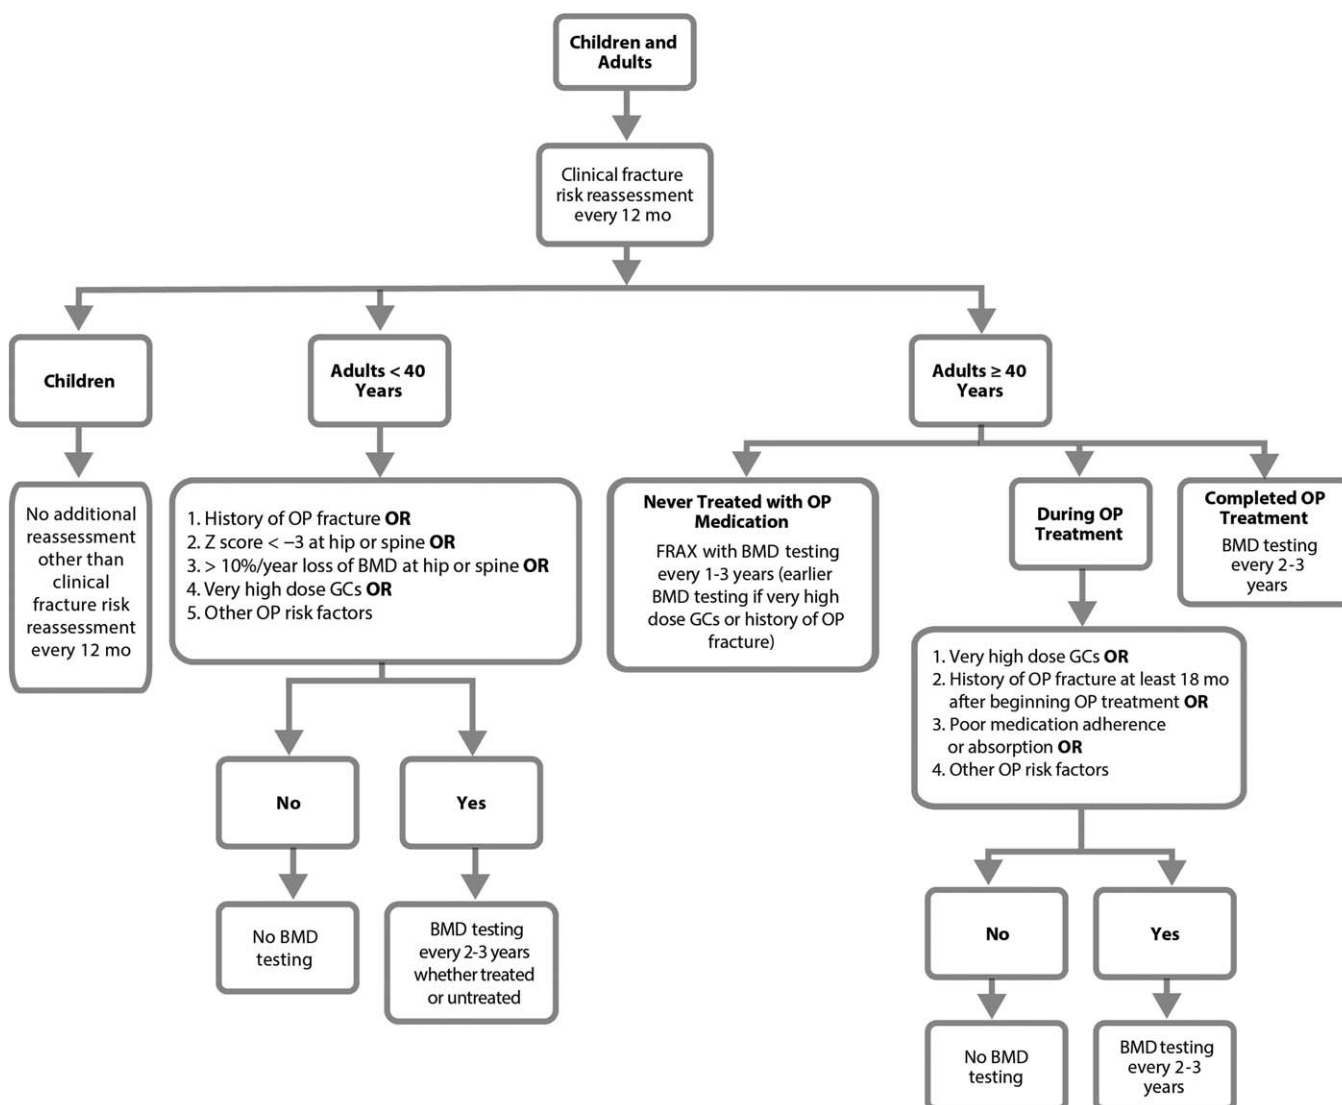 Children and
Adults
Clinical fracture
risk reassessment
every 12 mo
Children
Adults < 40
Years
Adults ≥ 40
Years
No additional
reassessment
other than
clinical
fracture risk
reassessment
every 12 mo
1. History of OP fracture OR
2. Z score < −3 at hip or spine OR
3. > 10%/year loss of BMD at hip or spine OR
4. Very high dose GCs OR
5. Other OP risk factors
No
Yes
No BMD
testing
BMD testing
every 2-3 years
whether treated
or untreated
Never Treated with OP
Medication
FRAX with BMD testing
every 1-3 years (earlier
BMD testing if very high
dose GCs or history of OP
fracture)
During OP
Treatment
Completed OP
Treatment
BMD testing
every 2-3
years
1. Very high dose GCs OR
2. History of OP fracture at least 18 mo
after beginning OP treatment OR
3. Poor medication adherence
or absorption OR
4. Other OP risk factors
No
Yes
No BMD
testing
BMD testing
every 2-3
years